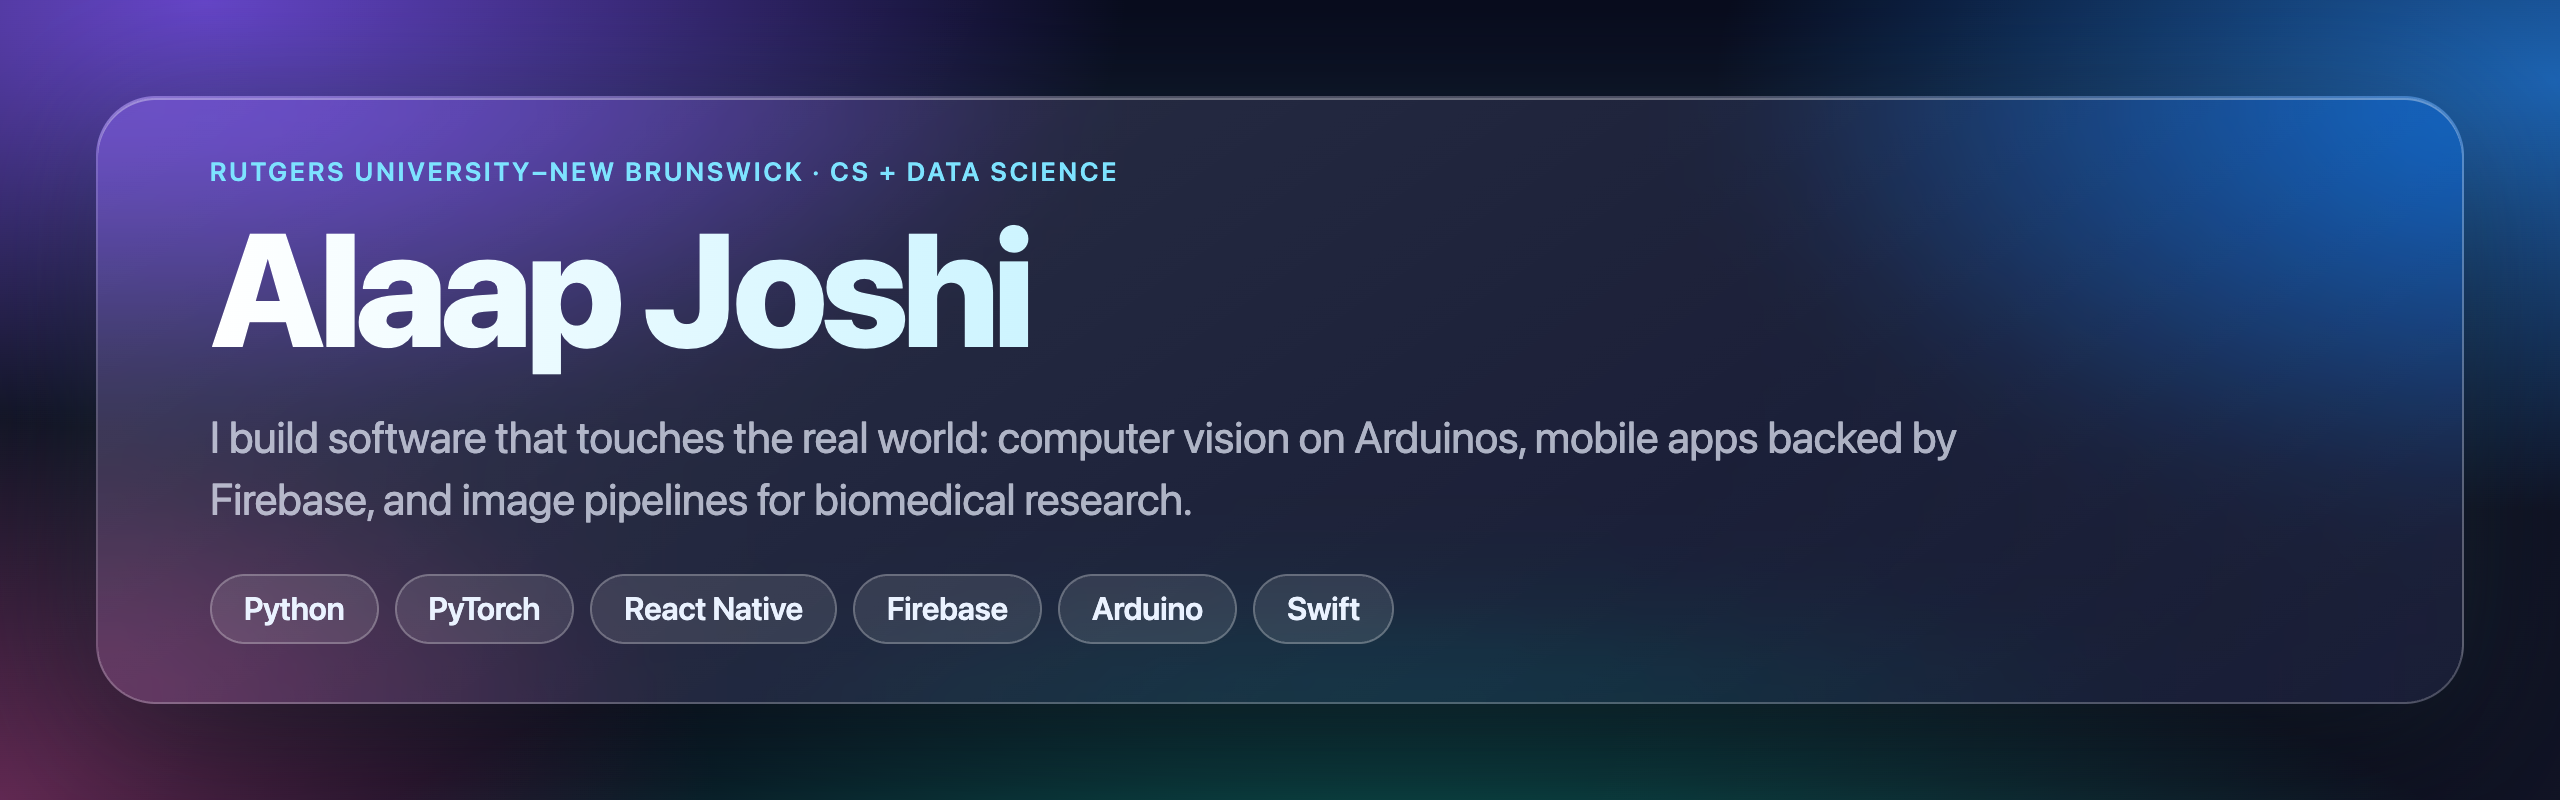 RUTGERS UNIVERSITY–NEW BRUNSWICK · CS + DATA SCIENCE
Alaap Joshi
I build software that touches the real world: computer vision on Arduinos, mobile apps backed by
Firebase, and image pipelines for biomedical research.
Python PyTorch React Native Firebase Arduino Swift